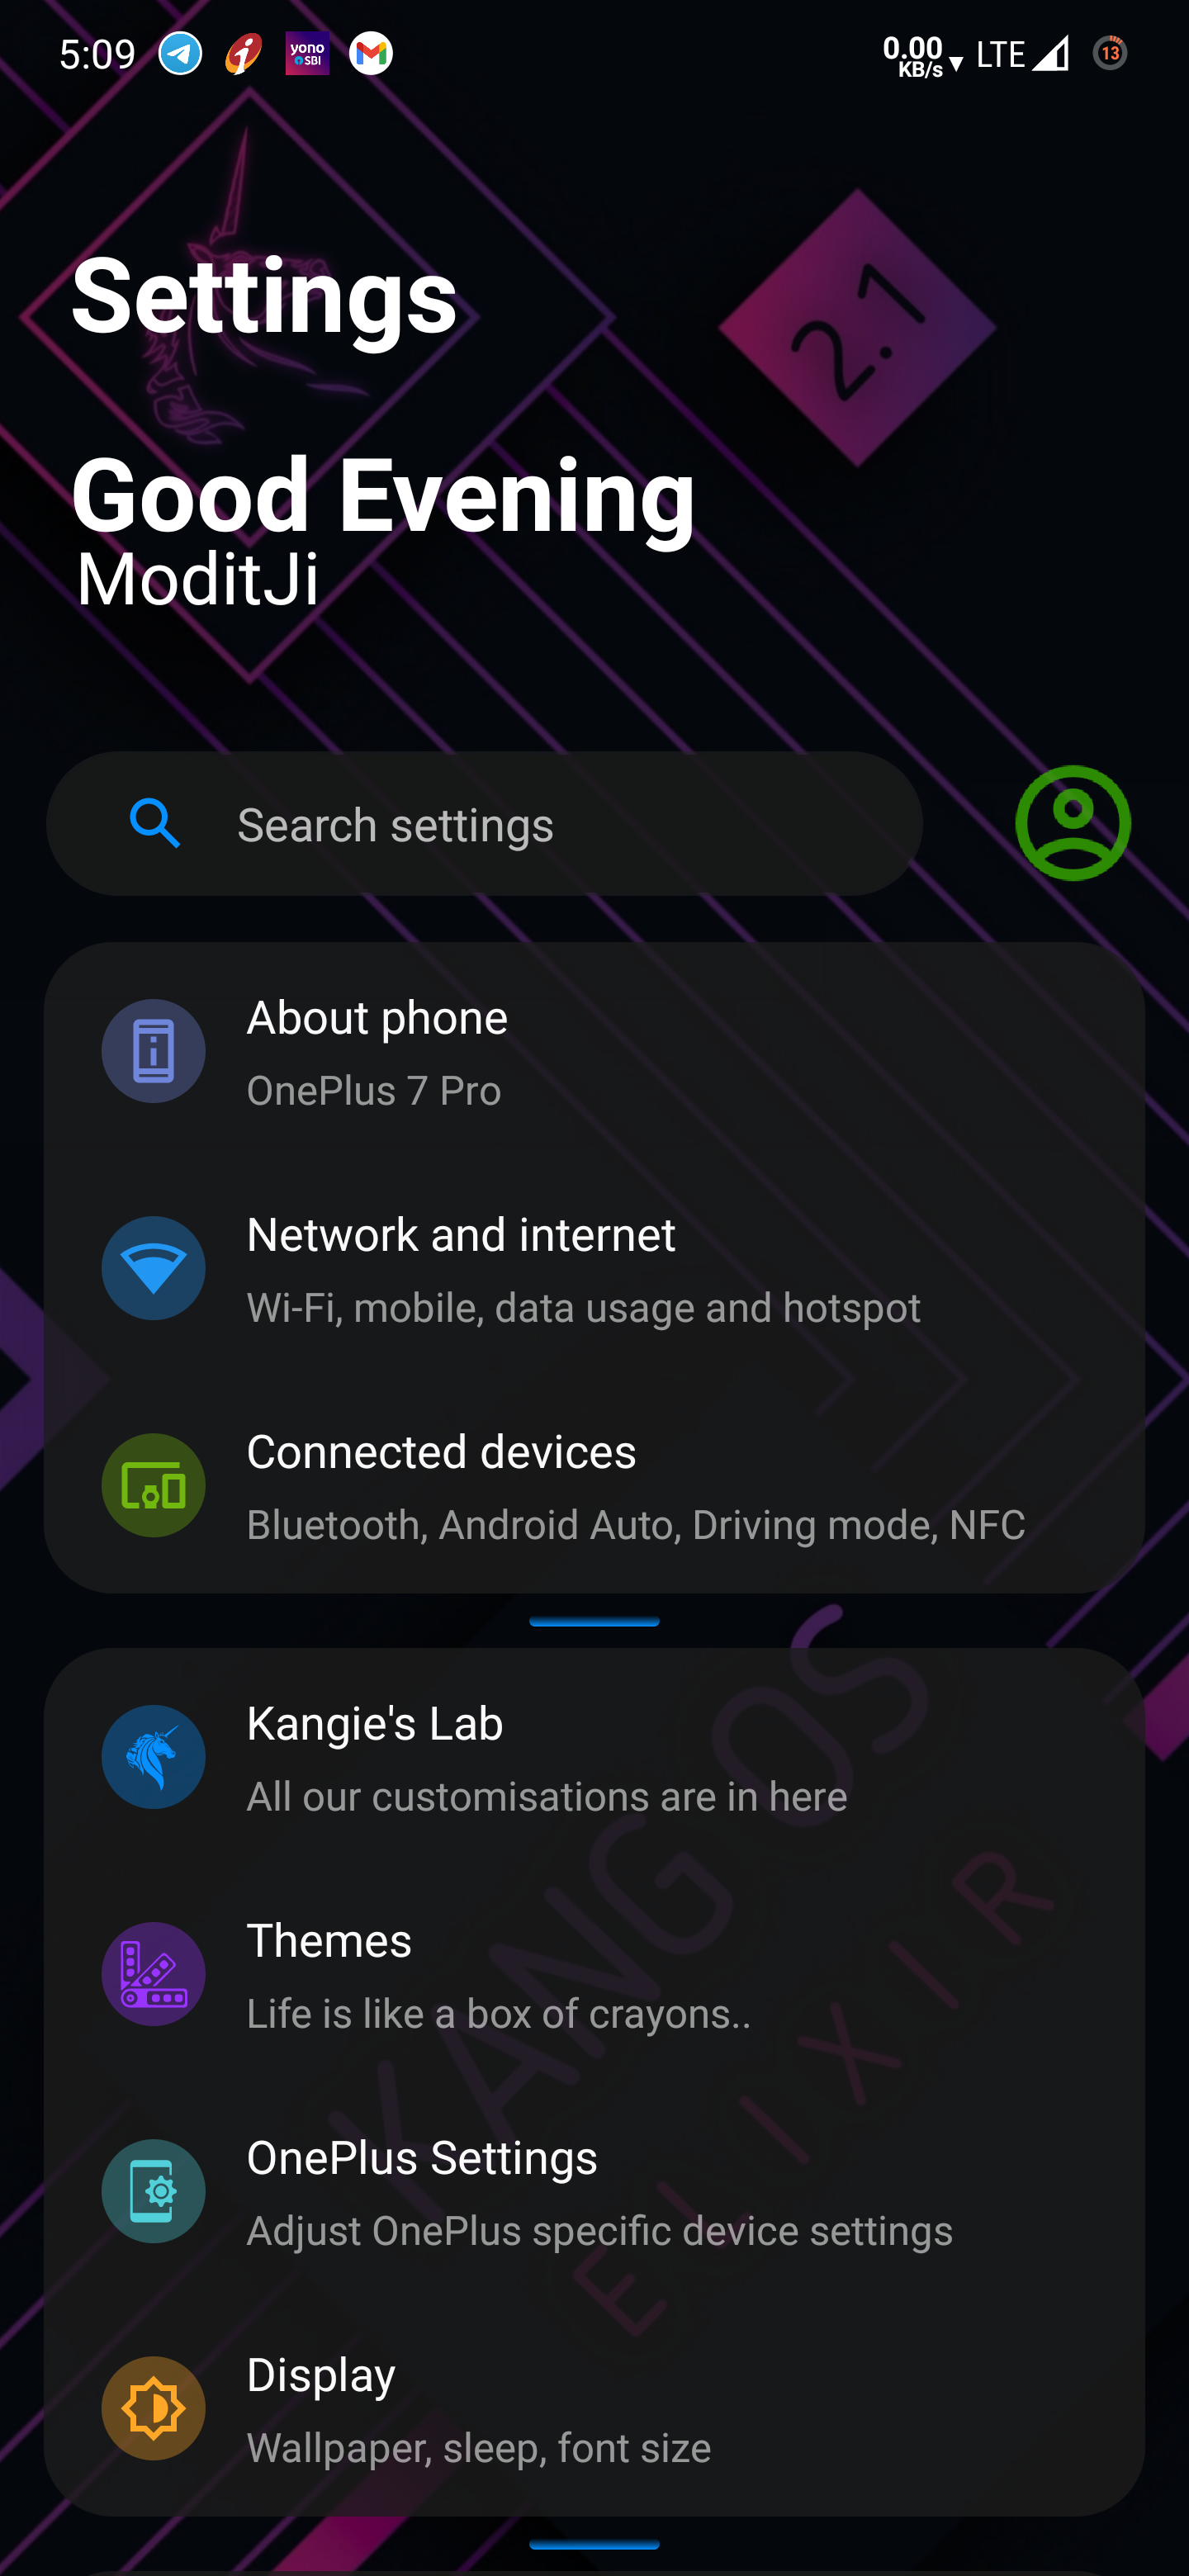 5:09 yono SBI 0.00 KB/s LTE 13
Settings
2.1
Good Evening
ModitJi
Search settings
About phone
OnePlus 7 Pro
Network and internet
Wi-Fi, mobile, data usage and hotspot
Connected devices
Bluetooth, Android Auto, Driving mode, NFC
Kangie's Lab
All our customisations are in here
Themes
Life is like a box of crayons..
OnePlus Settings
Adjust OnePlus specific device settings
Display
Wallpaper, sleep, font size
KANG OS
ELIXIR